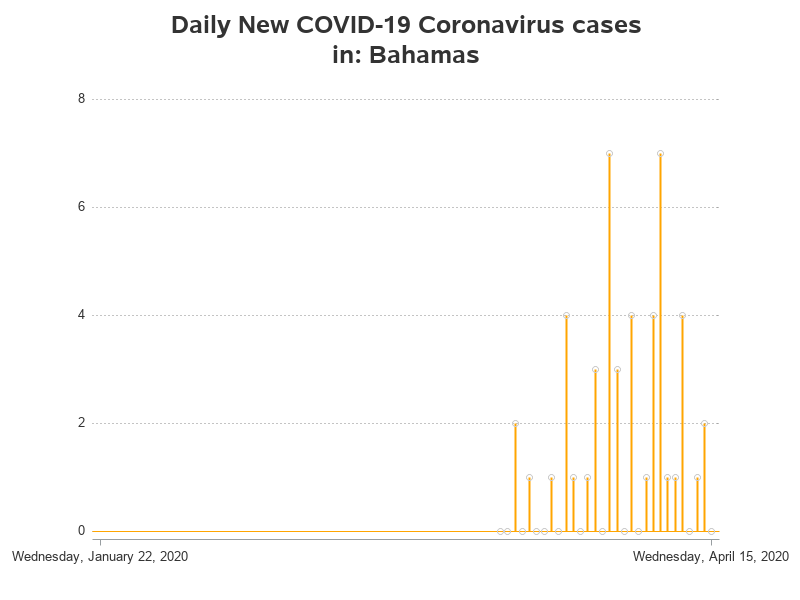 Daily New COVID-19 Coronavirus cases
in: Bahamas
8
6
4
2
0
Wednesday, January 22, 2020
Wednesday, April 15, 2020